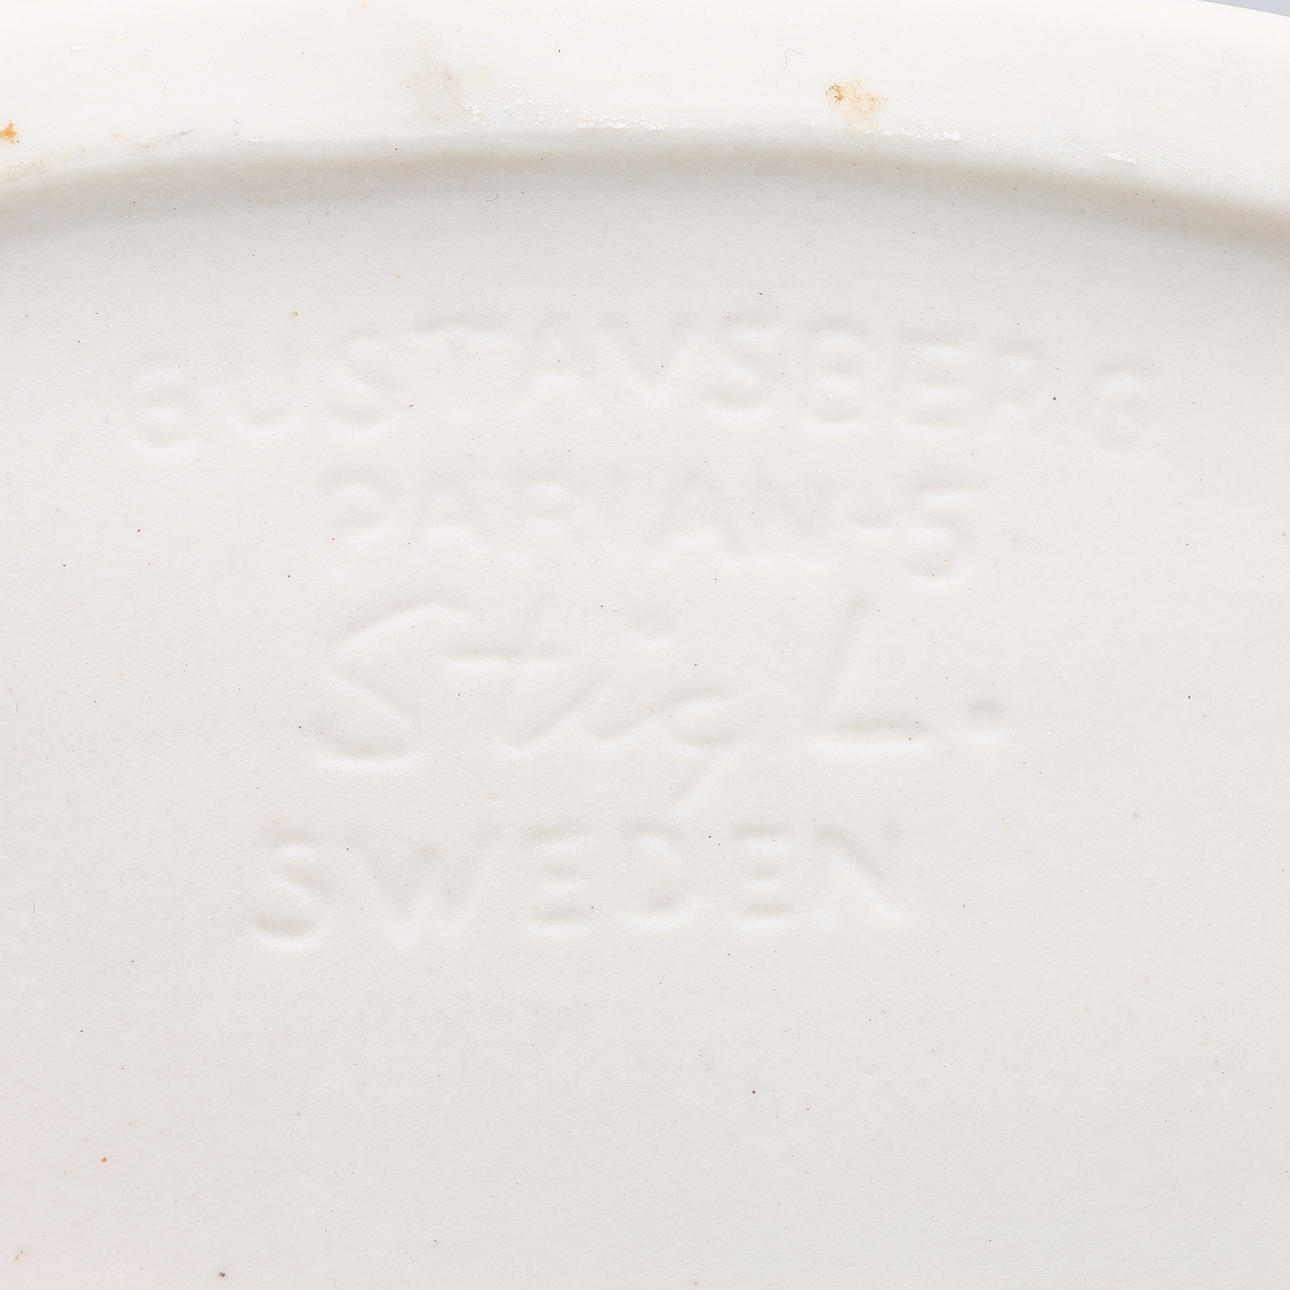 GUSTAVSBERG
PARIAN-5
Stig L.
SWEDEN